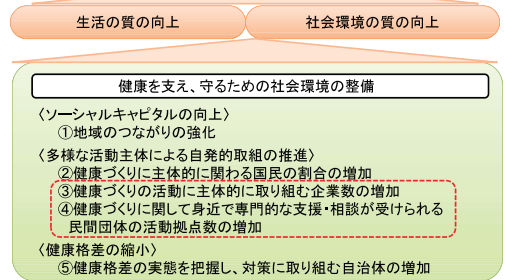 生活の質の向上
社会環境の質の向上
健康を支え、守るための社会環境の整備
〈ソーシャルキャピタルの向上〉
①地域のつながりの強化
〈多様な活動主体による自発的取組の推進〉
②健康づくりに主体的に関わる国民の割合の増加
③健康づくりの活動に主体的に取り組む企業数の増加
④健康づくりに関して身近で専門的な支援・相談が受けられる
民間団体の活動拠点数の増加
〈健康格差の縮小〉
⑤健康格差の実態を把握し、対策に取り組む自治体の増加